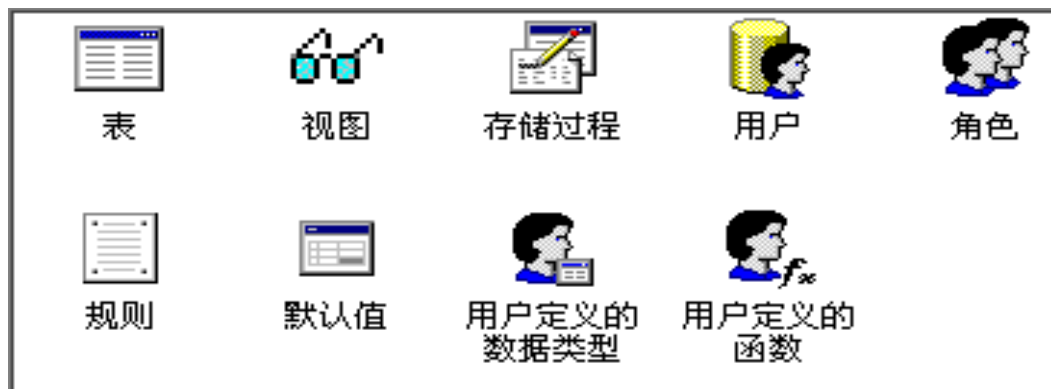 表
视图
存储过程
用户
角色
规则
默认值
用户定义的
数据类型
用户定义的
函数